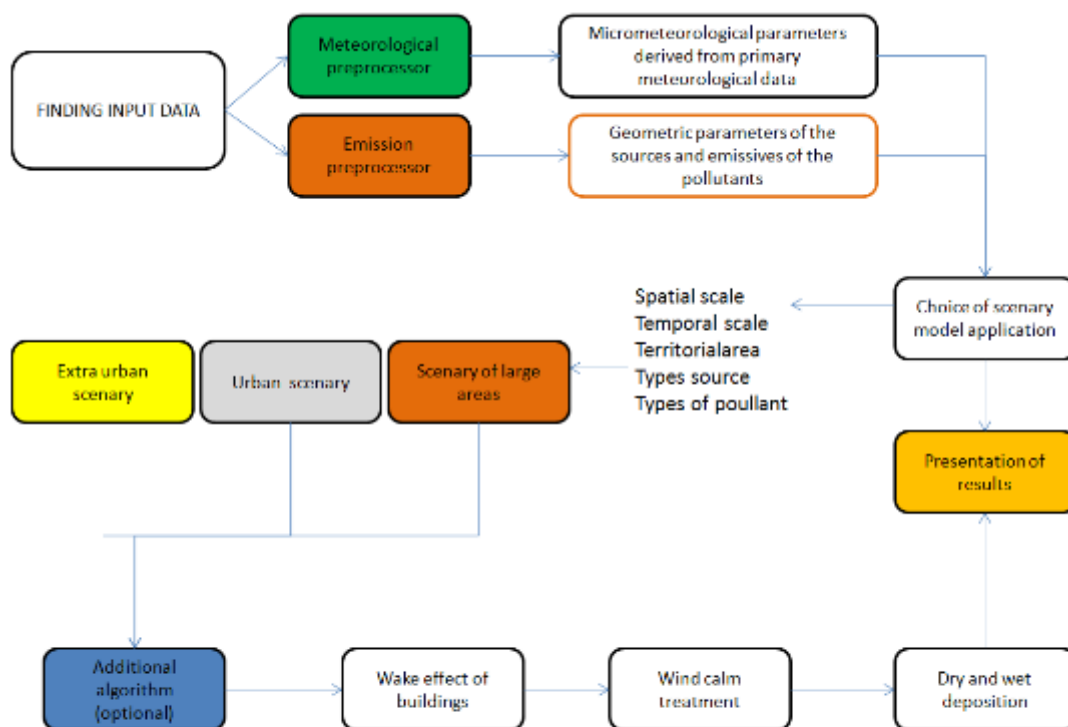 FINDING INPUT DATA
Meteorological
preprocessor
Micrometeorological parameters
derived from primary
meteorological data
Emission
preprocessor
Geometric parameters of the
sources and emissives of the
pollutants
Choice of scenary
model application
Spatial scale
Temporal scale
Territorialarea
Types source
Types of poullant
Extra urban
scenary
Urban scenary
Scenary of large
areas
Presentation of
results
Additional
algorithm
(optional)
Wake effect of
buildings
Wind calm
treatment
Dry and wet
deposition